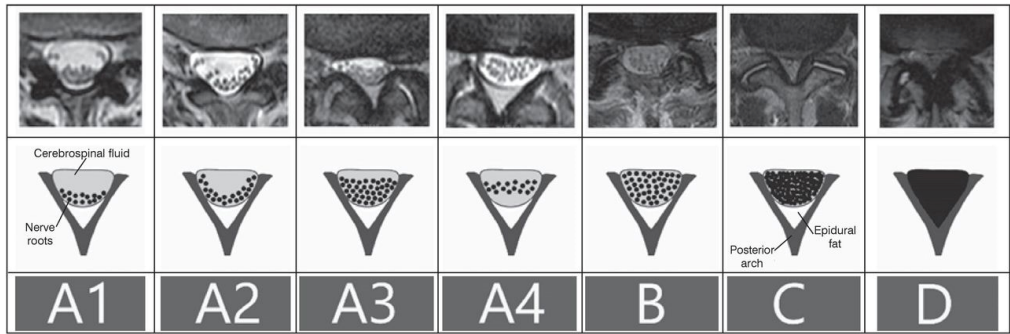 Cerebrospinal fluid
Nerve
roots
Epidural
fat
Posterior
arch
A1 A2 A3 A4 B C D